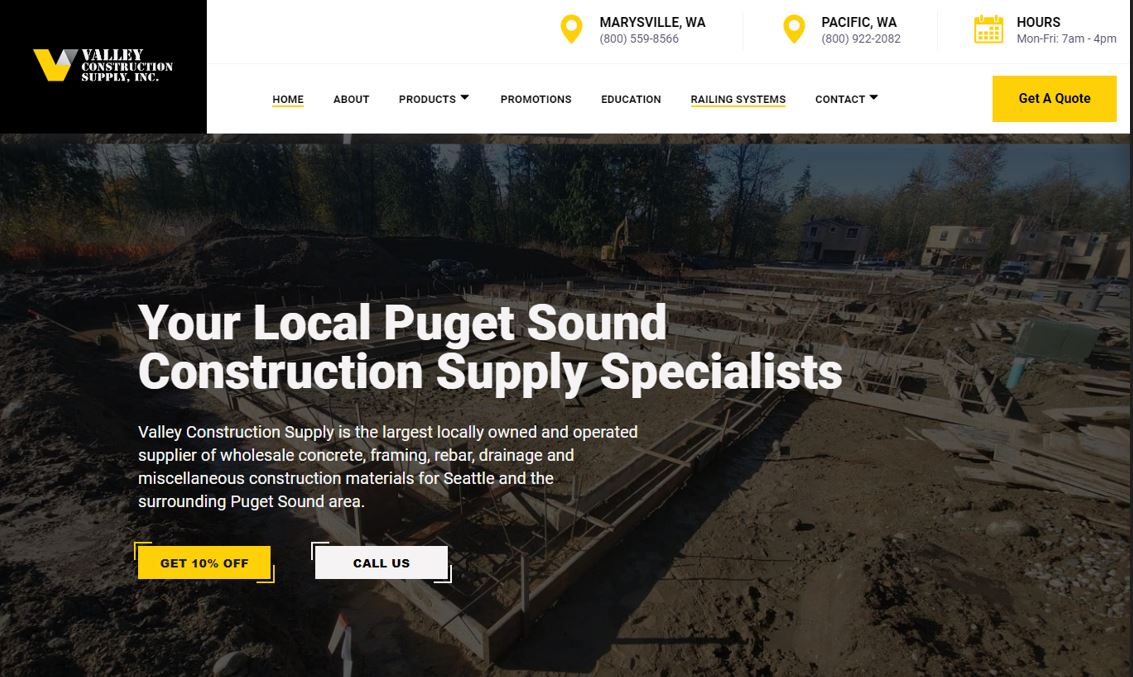 VALLEY
CONSTRUCTION
SUPPLY, INC.
MARYSVILLE, WA
(800) 559-8566
PACIFIC, WA
(800) 922-2082
HOURS
Mon-Fri: 7am - 4pm
HOME
ABOUT
PRODUCTS
PROMOTIONS
EDUCATION
RAILING SYSTEMS
CONTACT
Get A Quote
Your Local Puget Sound
Construction Supply Specialists
Valley Construction Supply is the largest locally owned and operated
supplier of wholesale concrete, framing, rebar, drainage and
miscellaneous construction materials for Seattle and the
surrounding Puget Sound area.
GET 10% OFF
CALL US